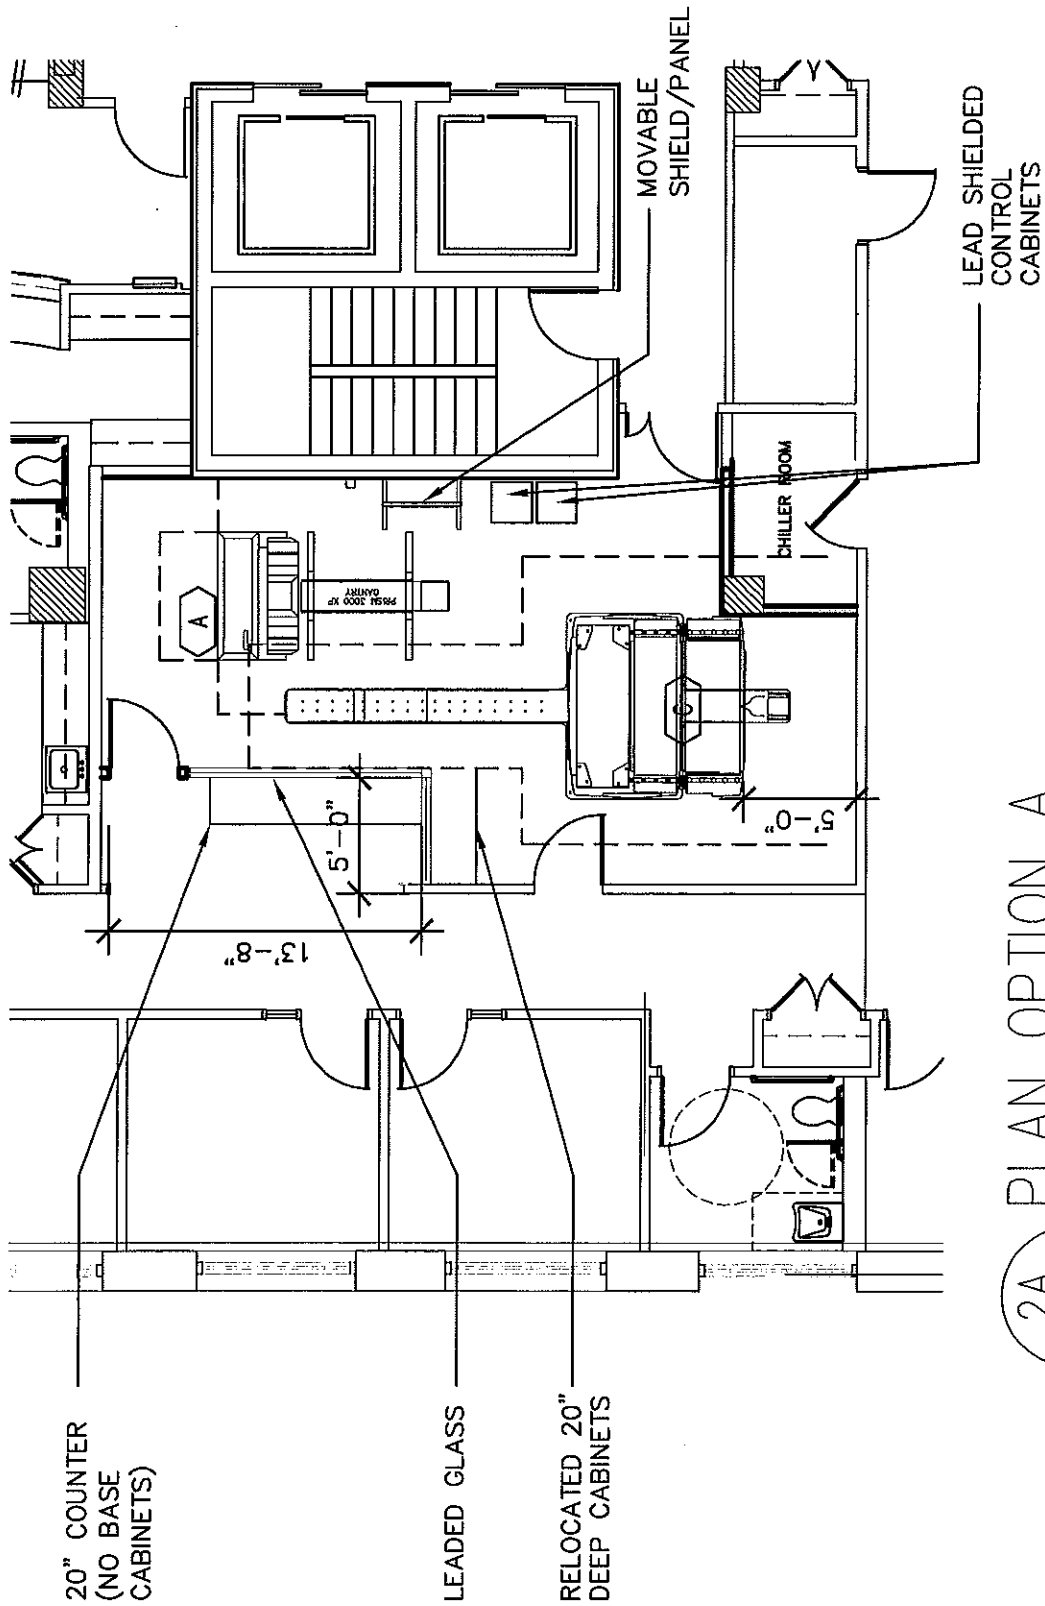 20" COUNTER
(NO BASE
CABINETS)
LEADED GLASS
RELOCATED 20"
DEEP CABINETS
13'-8"
5'-0"
5'-0"
A
PRISM 3000 XP
GANTRY
MOVABLE
SHIELD/PANEL
CHILLER ROOM
LEAD SHIELDED
CONTROL
CABINETS
2A
PLAN OPTION A